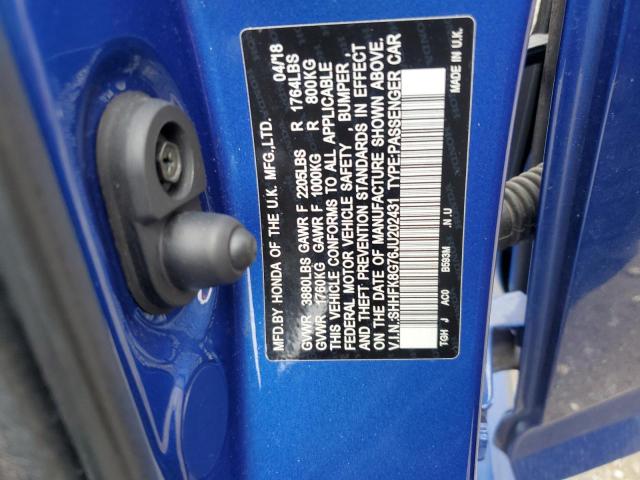 MFD.BY HONDA OF THE U.K. MFG.,LTD. 04/18
GVWR 3880LBS GAWR F 2205LBS R 1764LBS
GVWR 1760KG GAWR F 1000KG R 800KG
THIS VEHICLE CONFORMS TO ALL APPLICABLE
FEDERAL MOTOR VEHICLE SAFETY , BUMPER ,
AND THEFT PREVENTION STANDARDS IN EFFECT
ON THE DATE OF MANUFACTURE SHOWN ABOVE.
V.I.N.:SHHFK8G76JU202431 TYPE:PASSENGER CAR
TGH J AC0 B593M .N.U MADE IN U.K.